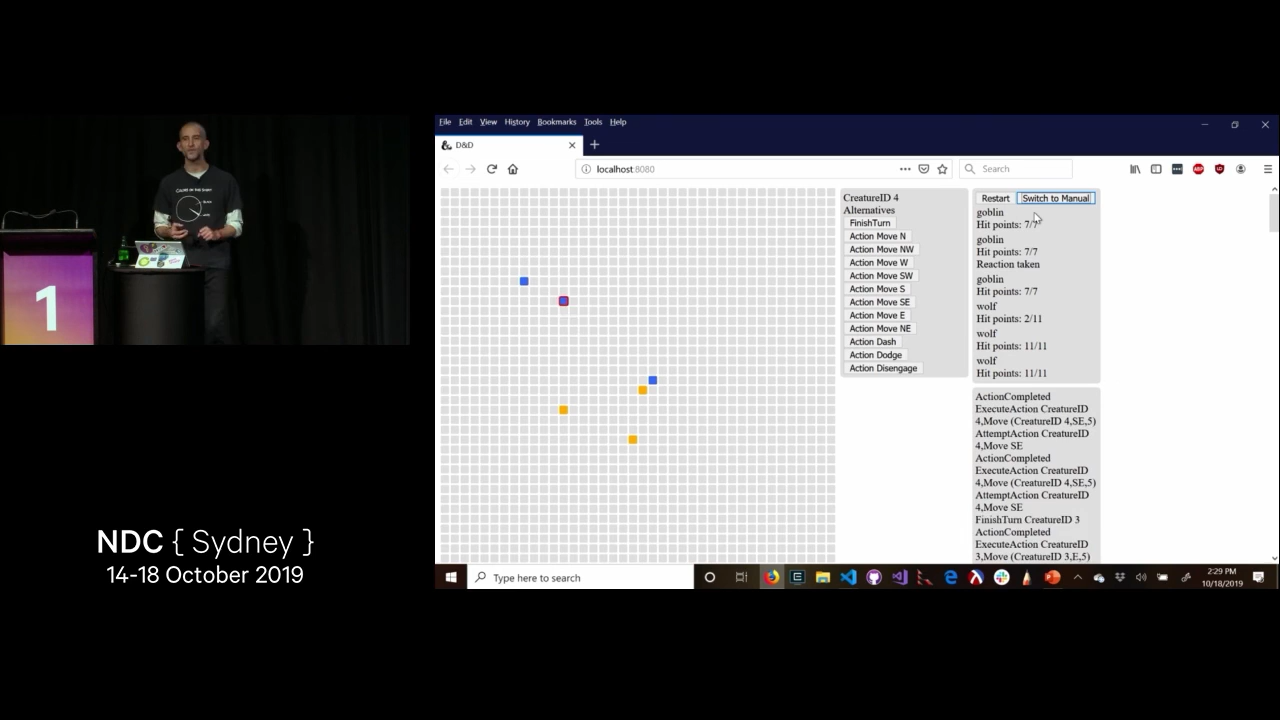 1
NDC { Sydney }
14-18 October 2019
File Edit View History Bookmarks Tools Help
D&D
localhost:8080
Search
CreatureID 4
Alternatives
FinishTurn
Action Move N
Action Move NW
Action Move W
Action Move SW
Action Move S
Action Move SE
Action Move E
Action Move NE
Action Dash
Action Dodge
Action Disengage
Restart Switch to Manual
goblin
Hit points: 7/7
goblin
Hit points: 7/7
Reaction taken
goblin
Hit points: 7/7
wolf
Hit points: 2/11
wolf
Hit points: 11/11
wolf
Hit points: 11/11
ActionCompleted
ExecuteAction CreatureID
4,Move (CreatureID 4,SE,5)
AttemptAction CreatureID
4,Move SE
ActionCompleted
ExecuteAction CreatureID
4,Move (CreatureID 4,SE,5)
AttemptAction CreatureID
4,Move SE
FinishTurn CreatureID 3
ActionCompleted
ExecuteAction CreatureID
3,Move (CreatureID 3,E,5)
Type here to search
2:29 PM
10/18/2019